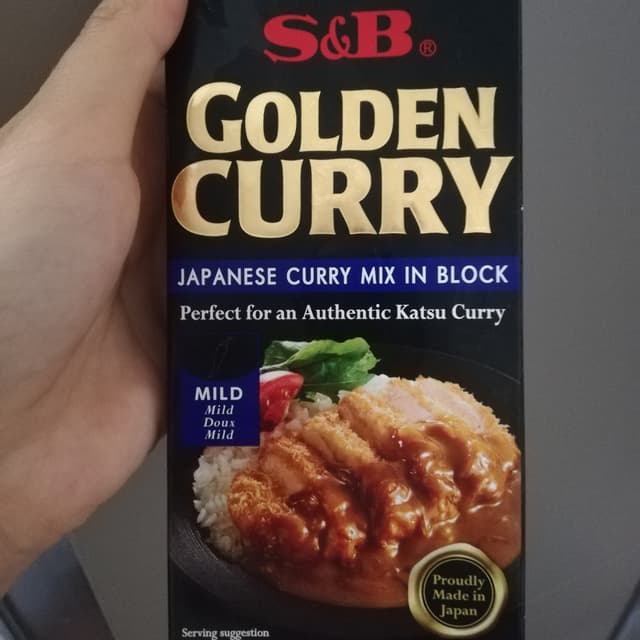 S&B®
GOLDEN
CURRY
JAPANESE CURRY MIX IN BLOCK
Perfect for an Authentic Katsu Curry
MILD
Mild
Doux
Mild
Proudly
Made in
Japan
Serving suggestion